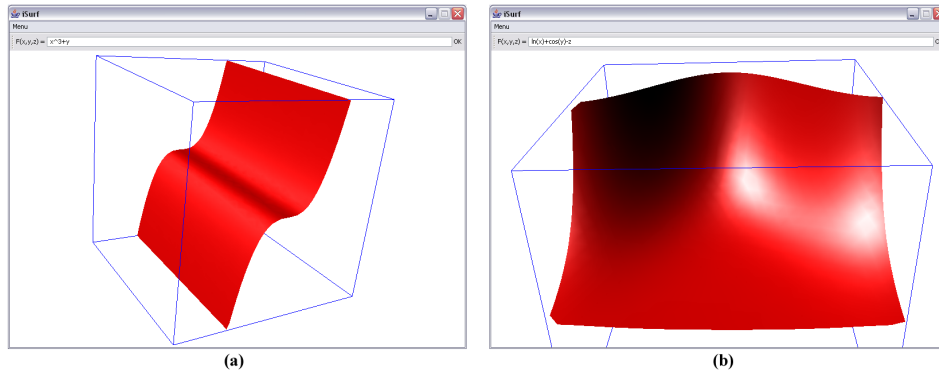 iSurf
Menu
F(x,y,z) = x^3+y OK
(a)
iSurf
Menu
F(x,y,z) = ln(x)+cos(y)-z
(b)